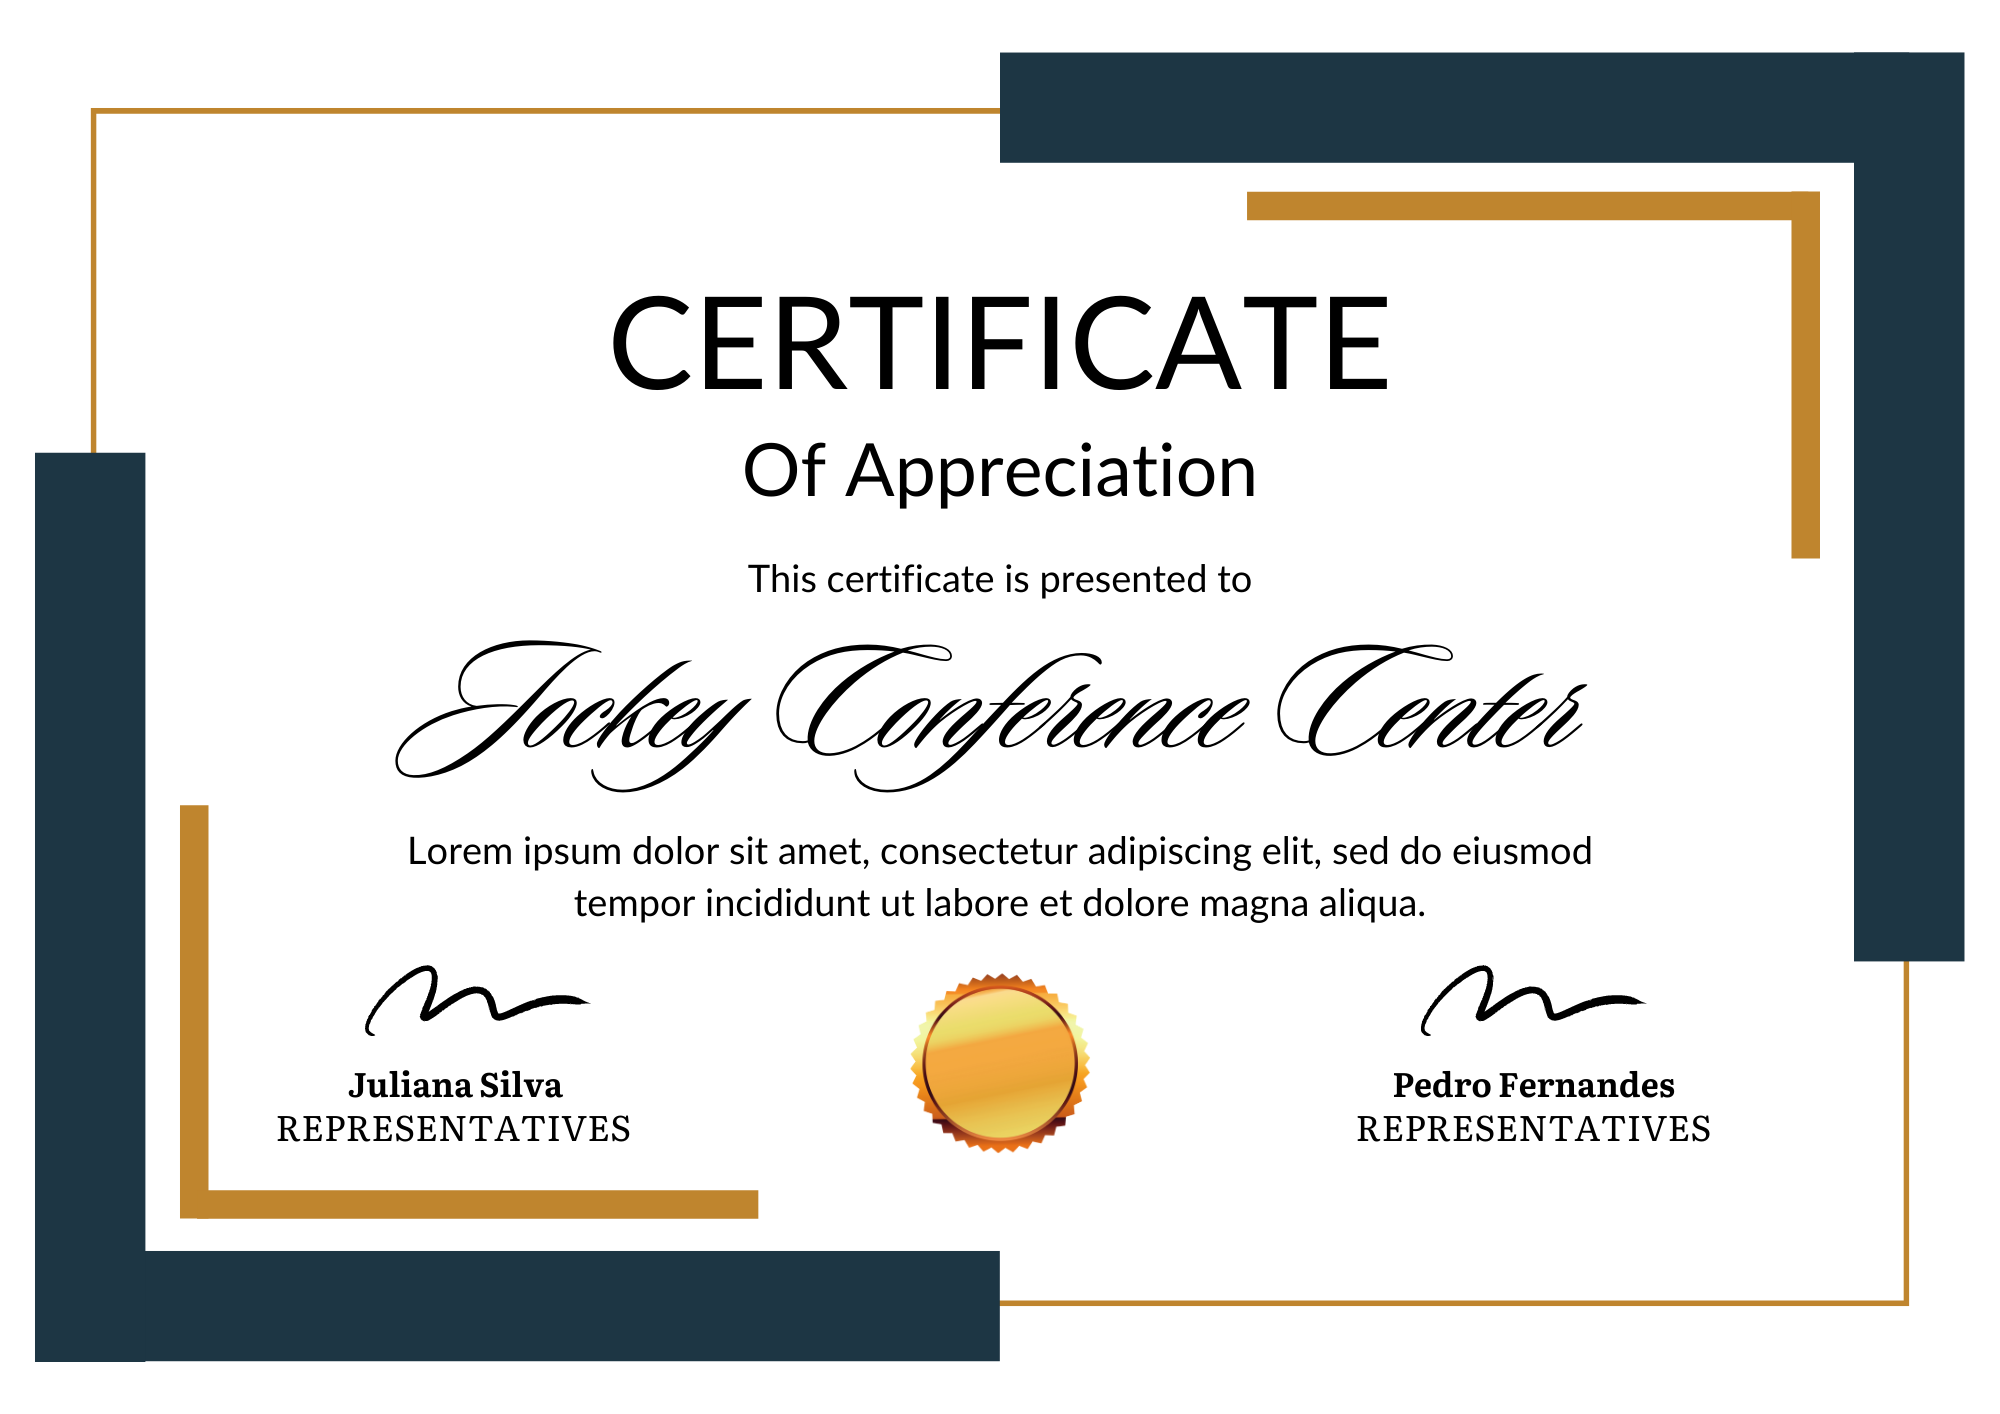 CERTIFICATE
Of Appreciation
This certificate is presented to
Jockey Conference Center
Lorem ipsum dolor sit amet, consectetur adipiscing elit, sed do eiusmod
tempor incididunt ut labore et dolore magna aliqua.
Juliana Silva
REPRESENTATIVES
Pedro Fernandes
REPRESENTATIVES